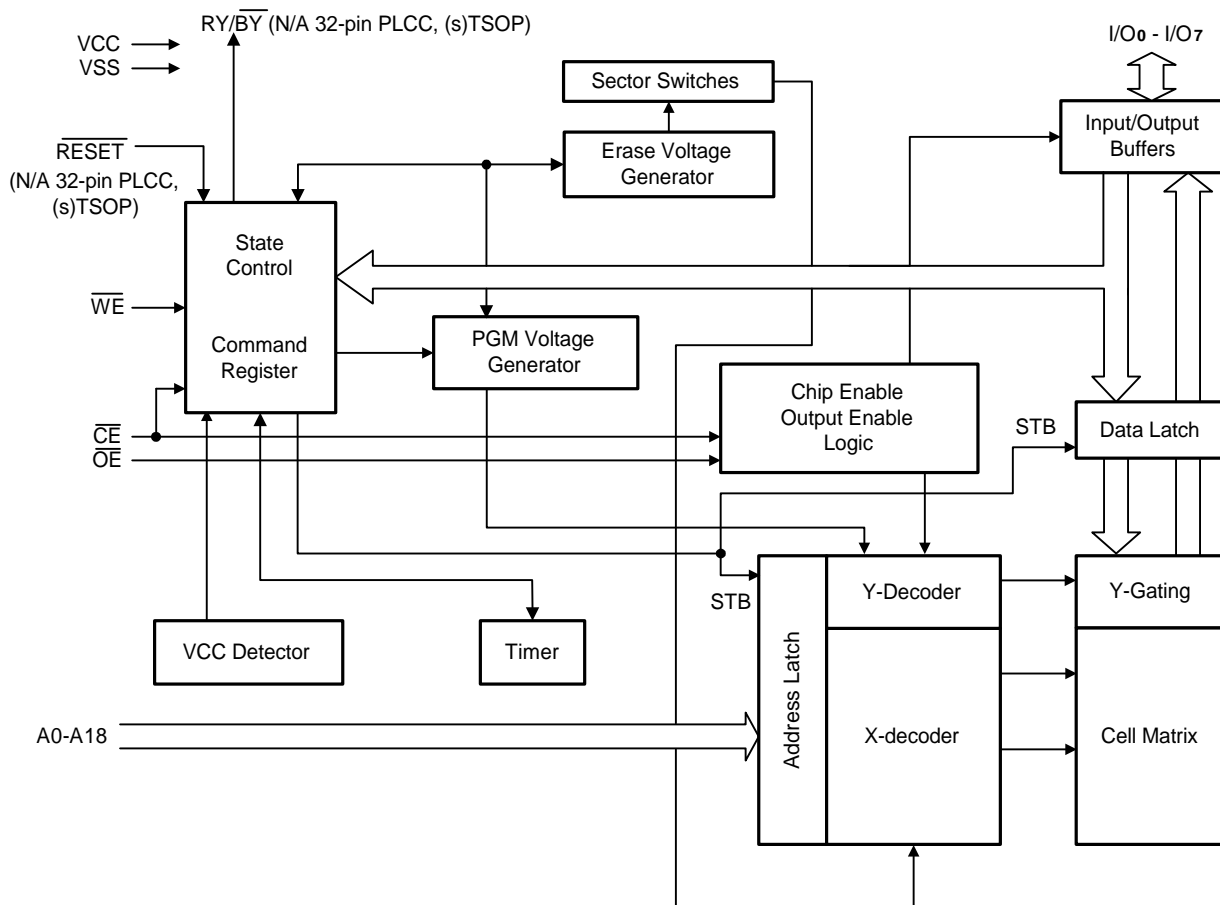 RY/BY (N/A 32-pin PLCC, (s)TSOP)
VCC
VSS
I/O0 - I/O7
Sector Switches
Input/Output
Buffers
RESET
(N/A 32-pin PLCC,
(s)TSOP)
Erase Voltage
Generator
State
Control
WE
Command
Register
PGM Voltage
Generator
Chip Enable
Output Enable
Logic
CE
OE
STB
Data Latch
STB
Y-Decoder
Y-Gating
VCC Detector
Timer
Address Latch
A0-A18
X-decoder
Cell Matrix